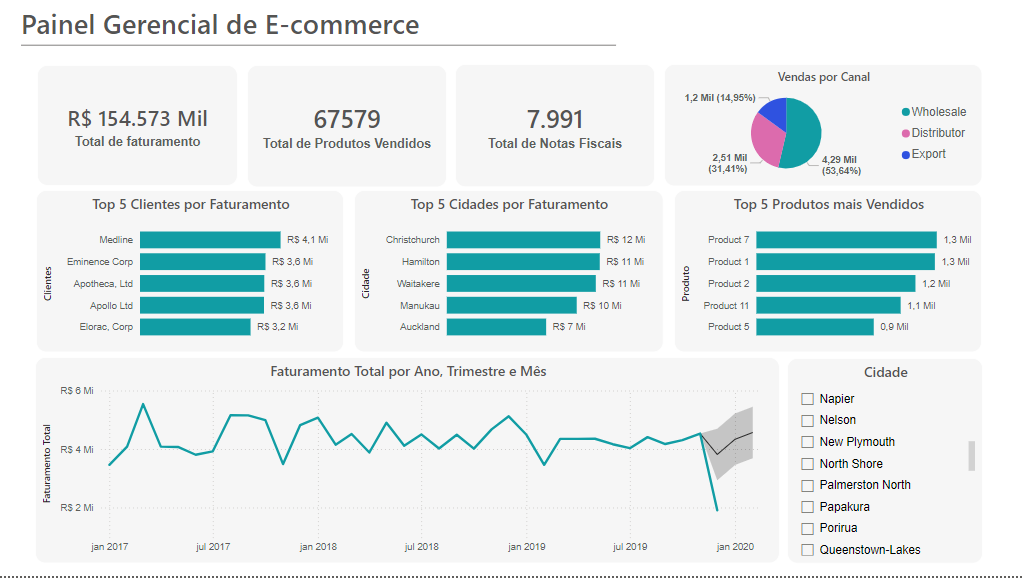 Painel Gerencial de E-commerce
R$ 154.573 Mil
Total de faturamento
67579
Total de Produtos Vendidos
7.991
Total de Notas Fiscais
Vendas por Canal
1,2 Mil (14,95%)
2,51 Mil
(31,41%)
4,29 Mil
(53,64%)
Wholesale
Distributor
Export
Top 5 Clientes por Faturamento
Clientes
Medline R$ 4,1 Mi
Eminence Corp R$ 3,6 Mi
Apotheca, Ltd R$ 3,6 Mi
Apollo Ltd R$ 3,6 Mi
Elorac, Corp R$ 3,2 Mi
Top 5 Cidades por Faturamento
Cidade
Christchurch R$ 12 Mi
Hamilton R$ 11 Mi
Waitakere R$ 11 Mi
Manukau R$ 10 Mi
Auckland R$ 7 Mi
Top 5 Produtos mais Vendidos
Produto
Product 7 1,3 Mil
Product 1 1,3 Mil
Product 2 1,2 Mil
Product 11 1,1 Mil
Product 5 0,9 Mil
Faturamento Total por Ano, Trimestre e Mês
Faturamento Total
R$ 6 Mi
R$ 4 Mi
R$ 2 Mi
jan 2017 jul 2017 jan 2018 jul 2018 jan 2019 jul 2019 jan 2020
Cidade
Napier
Nelson
New Plymouth
North Shore
Palmerston North
Papakura
Porirua
Queenstown-Lakes